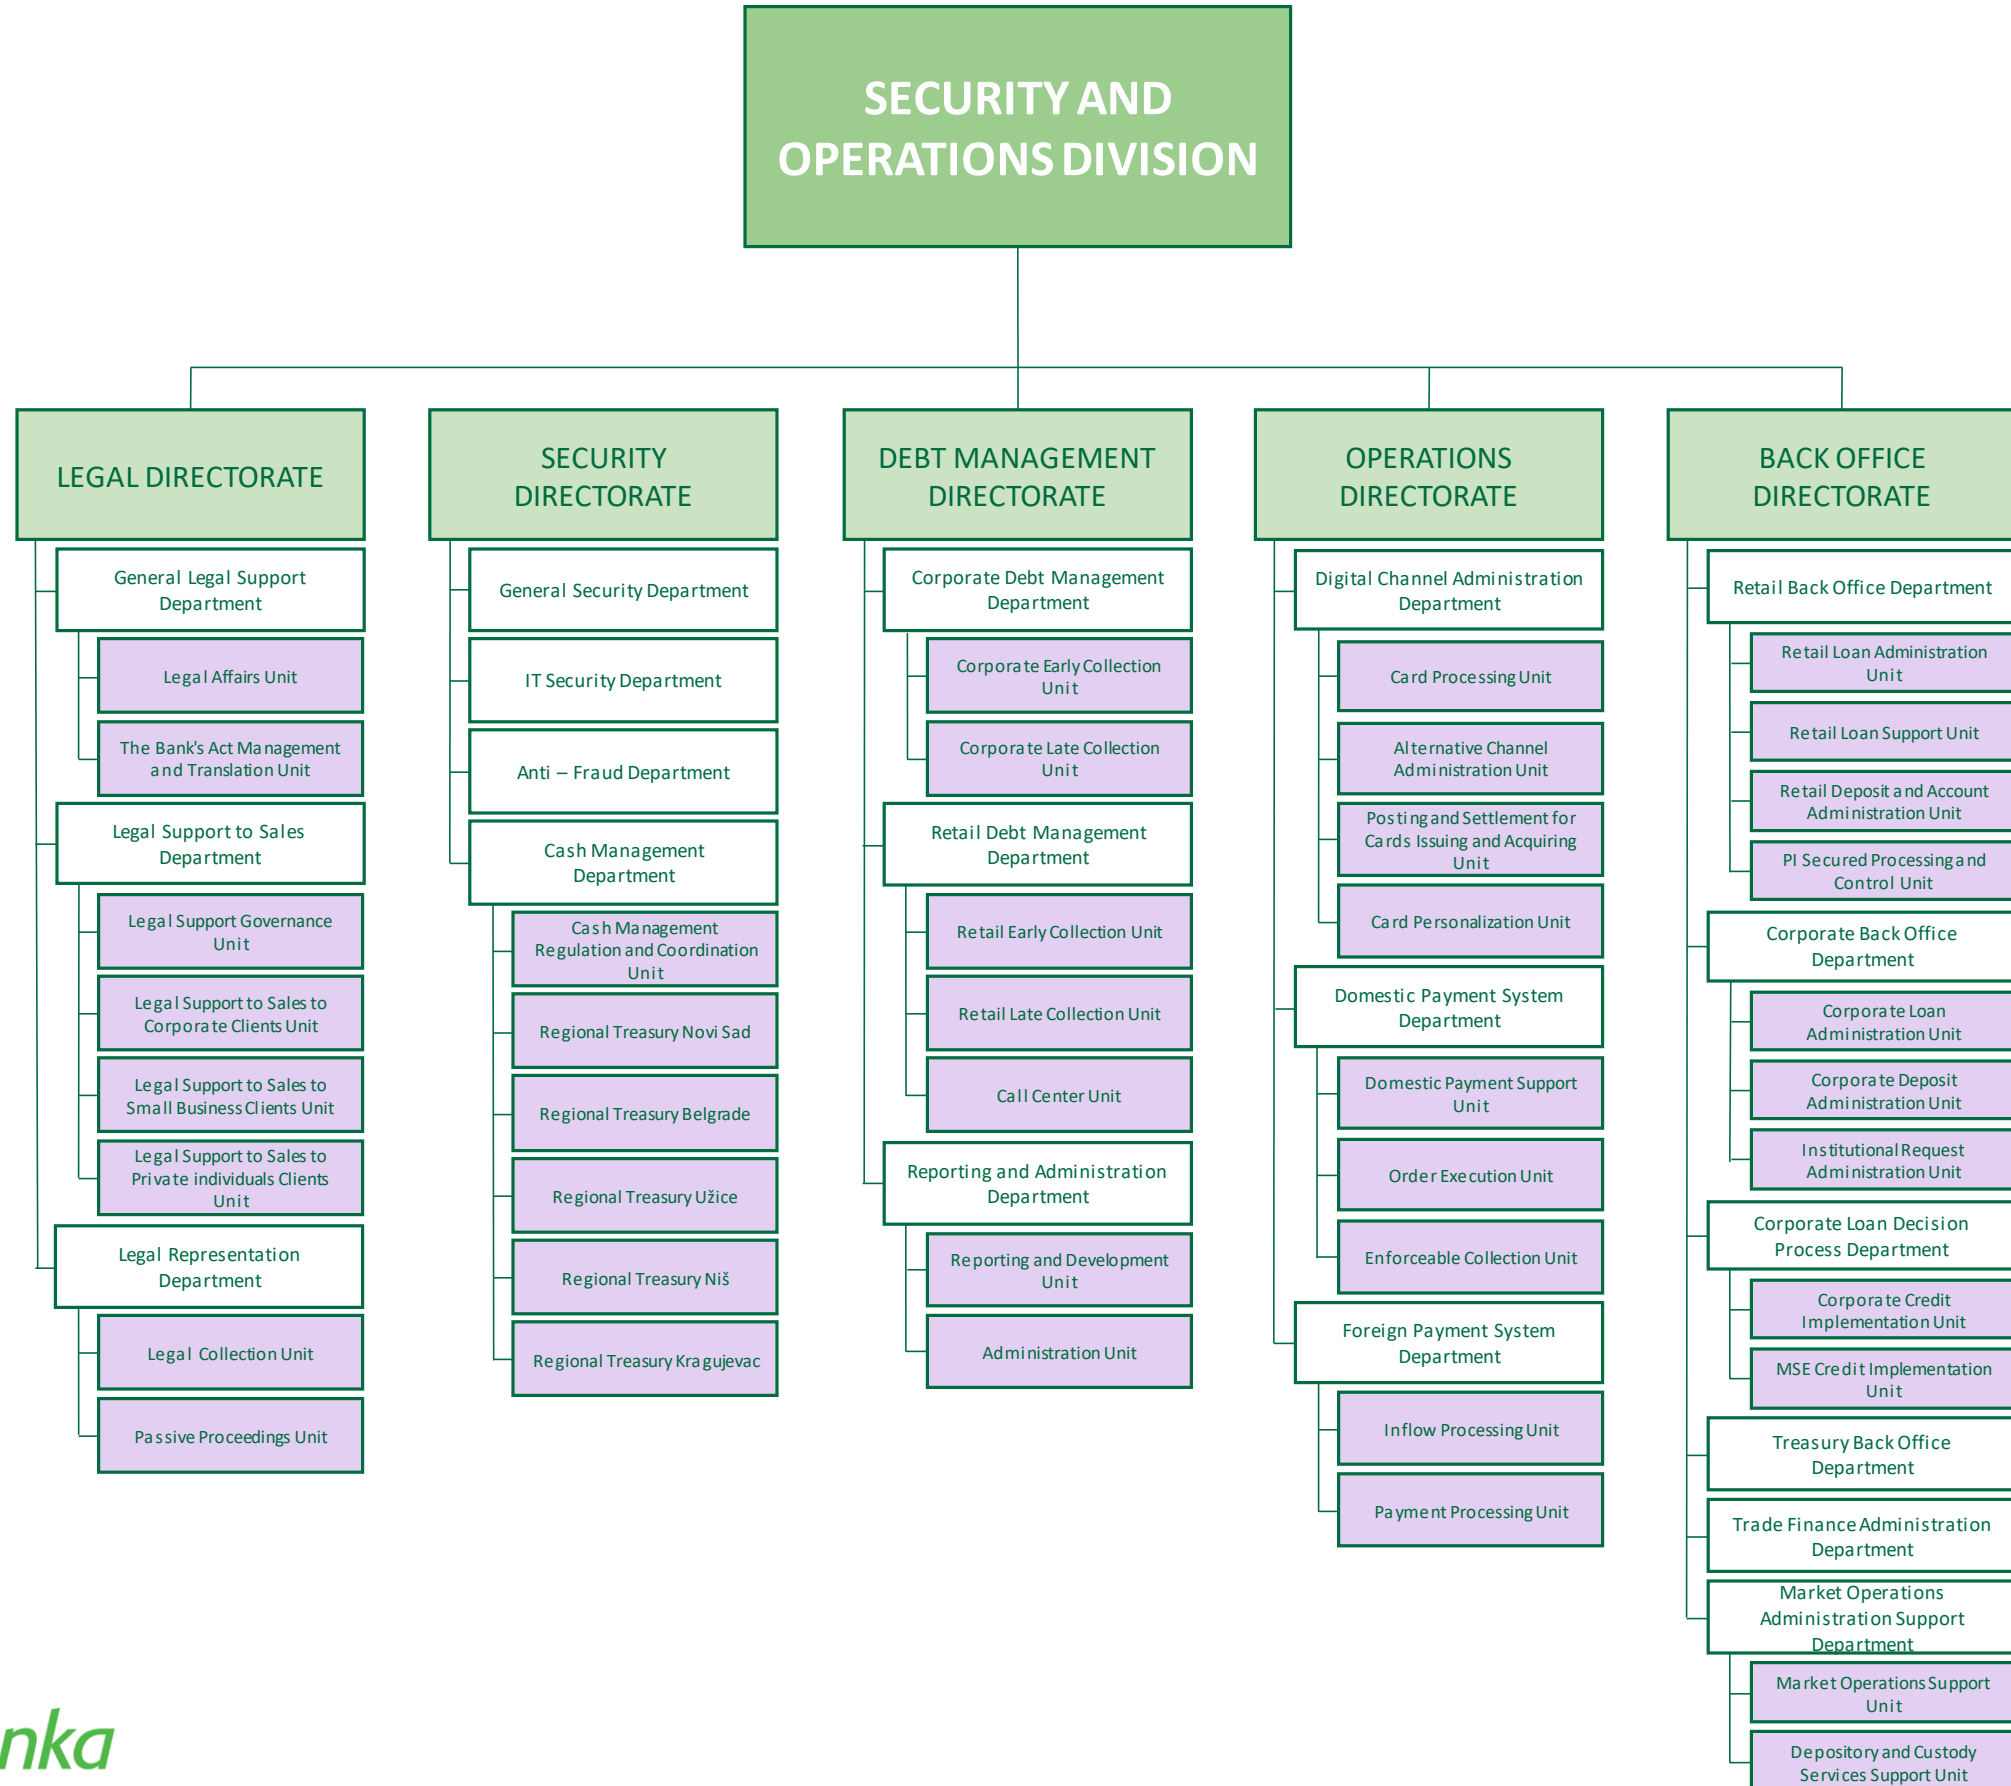 SECURITY AND
OPERATIONS DIVISION
LEGAL DIRECTORATE
General Legal Support
Department
Legal Affairs Unit
The Bank's Act Management
and Translation Unit
Legal Support to Sales
Department
Legal Support Governance
Unit
Legal Support to Sales to
Corporate Clients Unit
Legal Support to Sales to
Small Business Clients Unit
Legal Support to Sales to
Private individuals Clients
Unit
Legal Representation
Department
Legal Collection Unit
Passive Proceedings Unit
SECURITY
DIRECTORATE
General Security Department
IT Security Department
Anti – Fraud Department
Cash Management
Department
Cash Management
Regulation and Coordination
Unit
Regional Treasury Novi Sad
Regional Treasury Belgrade
Regional Treasury Užice
Regional Treasury Niš
Regional Treasury Kragujevac
DEBT MANAGEMENT
DIRECTORATE
Corporate Debt Management
Department
Corporate Early Collection
Unit
Corporate Late Collection
Unit
Retail Debt Management
Department
Retail Early Collection Unit
Retail Late Collection Unit
Call Center Unit
Reporting and Administration
Department
Reporting and Development
Unit
Administration Unit
OPERATIONS
DIRECTORATE
Digital Channel Administration
Department
Card Processing Unit
Alternative Channel
Administration Unit
Posting and Settlement for
Cards Issuing and Acquiring
Unit
Card Personalization Unit
Domestic Payment System
Department
Domestic Payment Support
Unit
Order Execution Unit
Enforceable Collection Unit
Foreign Payment System
Department
Inflow Processing Unit
Payment Processing Unit
BACK OFFICE
DIRECTORATE
Retail Back Office Department
Retail Loan Administration
Unit
Retail Loan Support Unit
Retail Deposit and Account
Administration Unit
PI Secured Processing and
Control Unit
Corporate Back Office
Department
Corporate Loan
Administration Unit
Corporate Deposit
Administration Unit
Institutional Request
Administration Unit
Corporate Loan Decision
Process Department
Corporate Credit
Implementation Unit
MSE Credit Implementation
Unit
Treasury Back Office
Department
Trade Finance Administration
Department
Market Operations
Administration Support
Department
Market Operations Support
Unit
Depository and Custody
Services Support Unit
nka